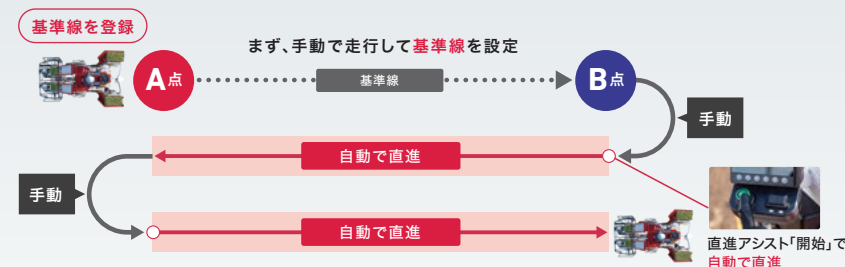 基準線を登録
まず、手動で走行して基準線を設定
A点
基準線
B点
手動
自動で直進
手動
自動で直進
直進アシスト「開始」で
自動で直進